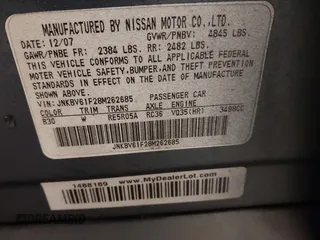 MANUFACTURED BY NISSAN MOTOR CO.,LTD.
DATE: 12/07 GVWR/PNBV: 4845 LBS.
GAWR/PNBE FR: 2384 LBS. RR: 2482 LBS.
THIS VEHICLE CONFORMS TO ALL APPLICABLE
MOTOR VEHICLE SAFETY, BUMPER, AND THEFT
PREVENTION STANDARDS IN EFFECT ON THE
DATE OF MANUFACTURE SHOWN ABOVE.
VIN: JNKBV61F28M262685 PASSENGER CAR
COLOR TRIM TRANS AXLE ENGINE
B30 W RE5R05A RC36 VQ35(HR) 3498CC
JNKBV61F28M262685
1488189
www.MyDealerLot.com
DREAMBID